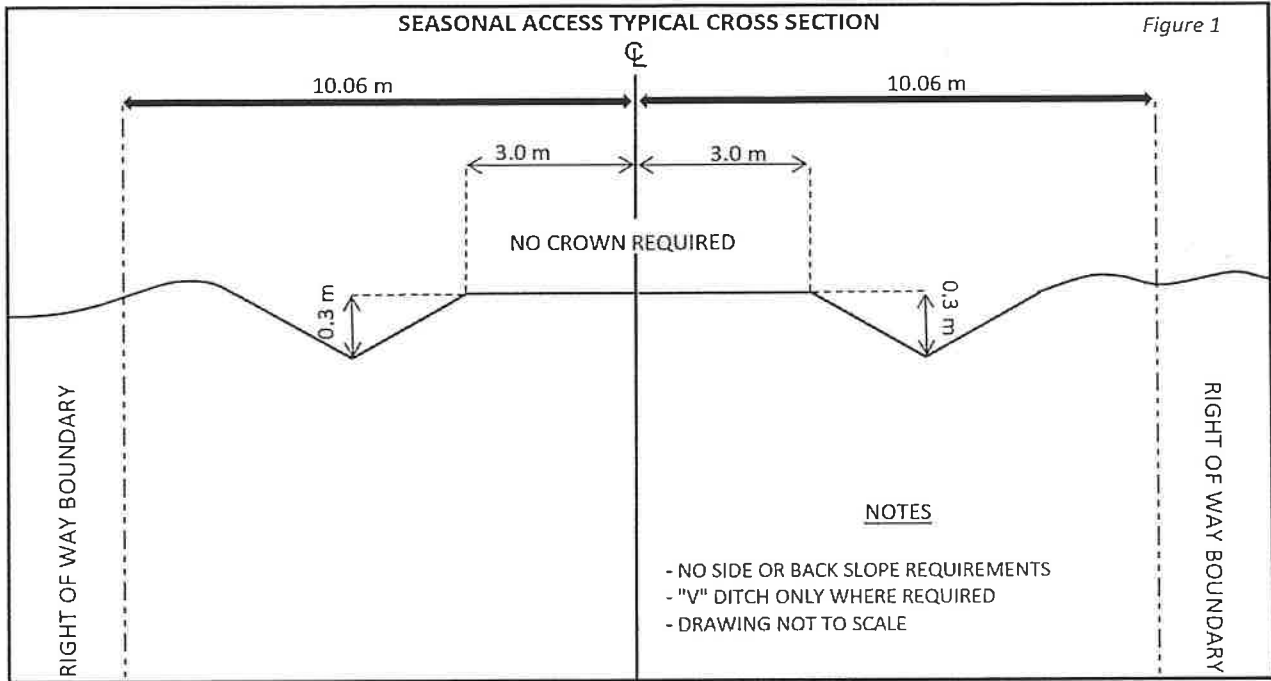 SEASONAL ACCESS TYPICAL CROSS SECTION
Figure 1
℄
10.06 m
10.06 m
3.0 m
3.0 m
NO CROWN REQUIRED
0.3 m
0.3 m
RIGHT OF WAY BOUNDARY
RIGHT OF WAY BOUNDARY
NOTES
- NO SIDE OR BACK SLOPE REQUIREMENTS
- "V" DITCH ONLY WHERE REQUIRED
- DRAWING NOT TO SCALE